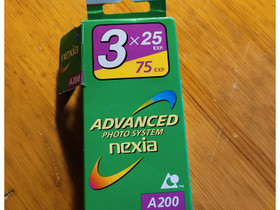 3×25 EXP.
75 EXP.
ADVANCED
PHOTO SYSTEM
nexia
A200